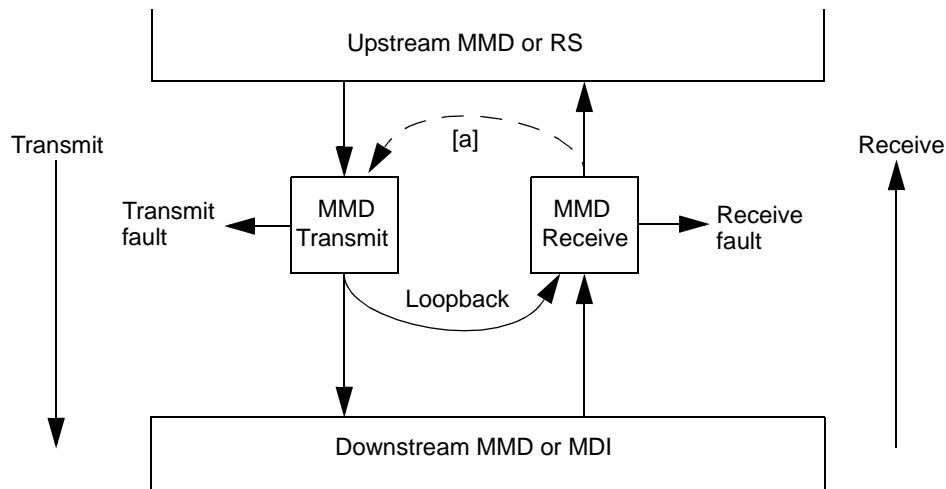 Upstream MMD or RS
Transmit
[a]
Receive
Transmit
fault
MMD
Transmit
MMD
Receive
Receive
fault
Loopback
Downstream MMD or MDI